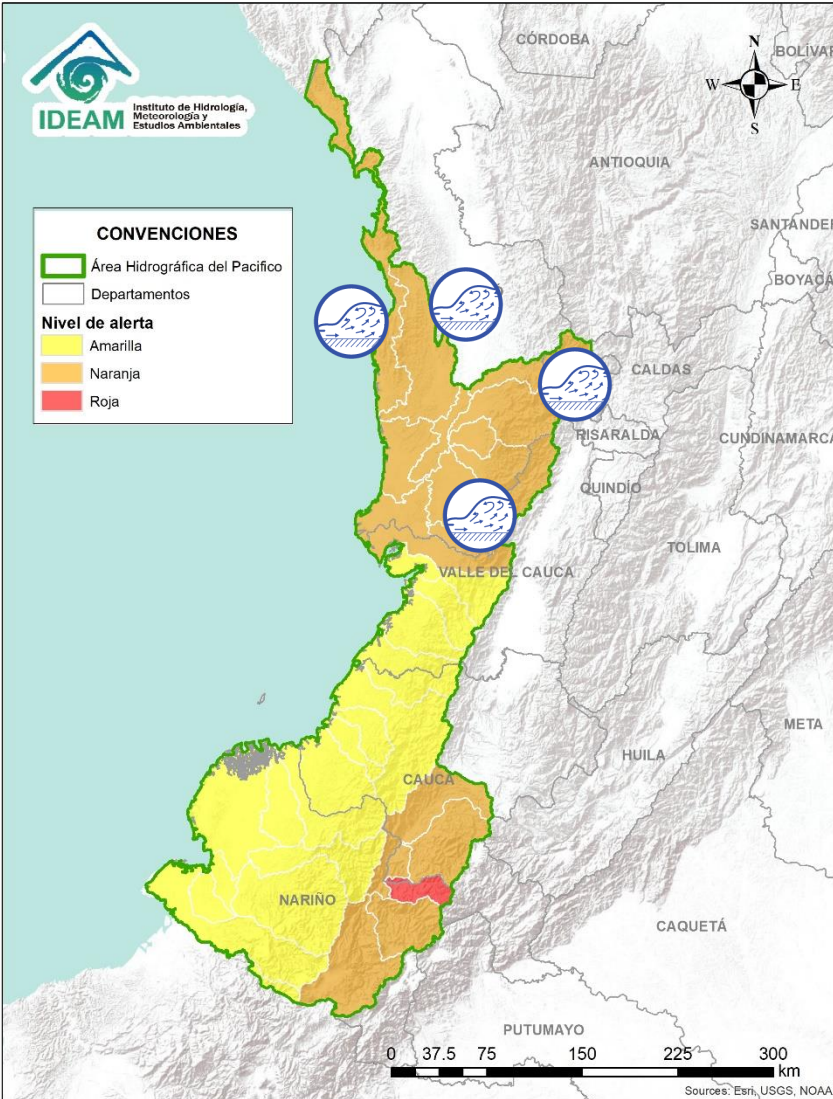 IDEAM
Instituto de Hidrología,
Meteorología y
Estudios Ambientales
CÓRDOBA
BOLÍVAR
N
W
E
S
ANTIOQUIA
SANTANDER
BOYACÁ
CONVENCIONES
Área Hidrográfica del Pacifico
Departamentos
Nivel de alerta
Amarilla
Naranja
Roja
CALDAS
RISARALDA
CUNDINAMARCA
QUINDÍO
TOLIMA
VALLE DEL CAUCA
META
HUILA
CAUCA
NARIÑO
CAQUETÁ
PUTUMAYO
0 37.5 75 150 225 300
km
Sources: Esri, USGS, NOAA